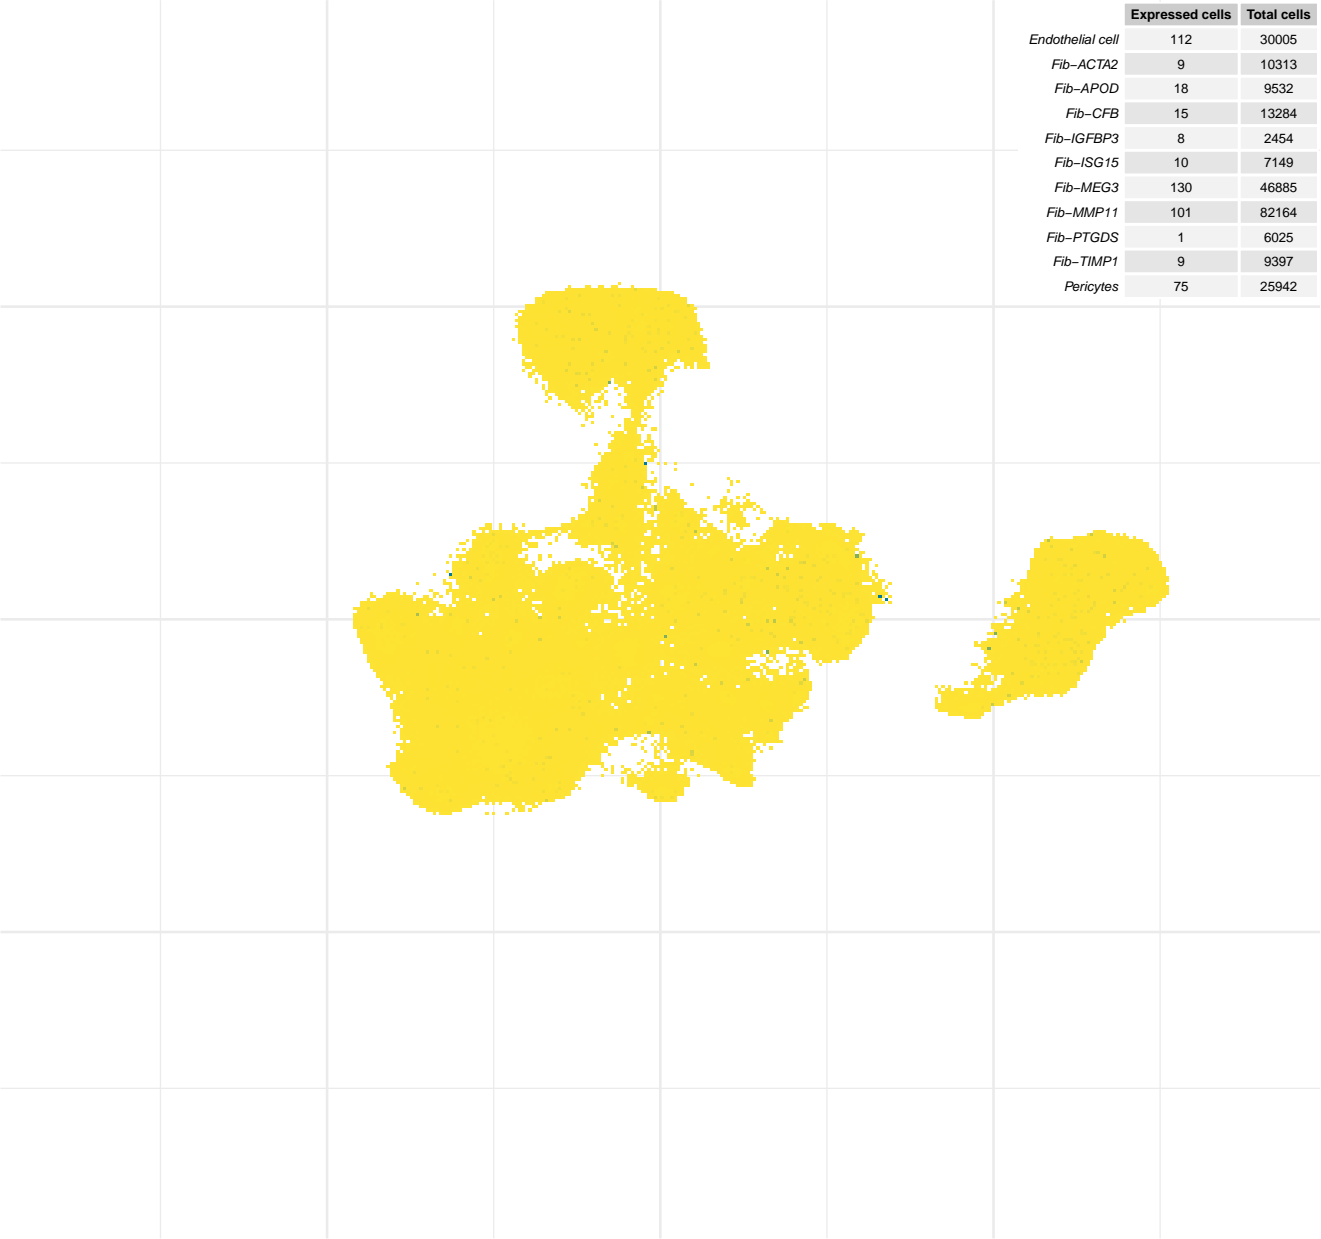 Expressed cells Total cells
Endothelial cell 112 30005
Fib−ACTA2 9 10313
Fib−APOD 18 9532
Fib−CFB 15 13284
Fib−IGFBP3 8 2454
Fib−ISG15 10 7149
Fib−MEG3 130 46885
Fib−MMP11 101 82164
Fib−PTGDS 1 6025
Fib−TIMP1 9 9397
Pericytes 75 25942